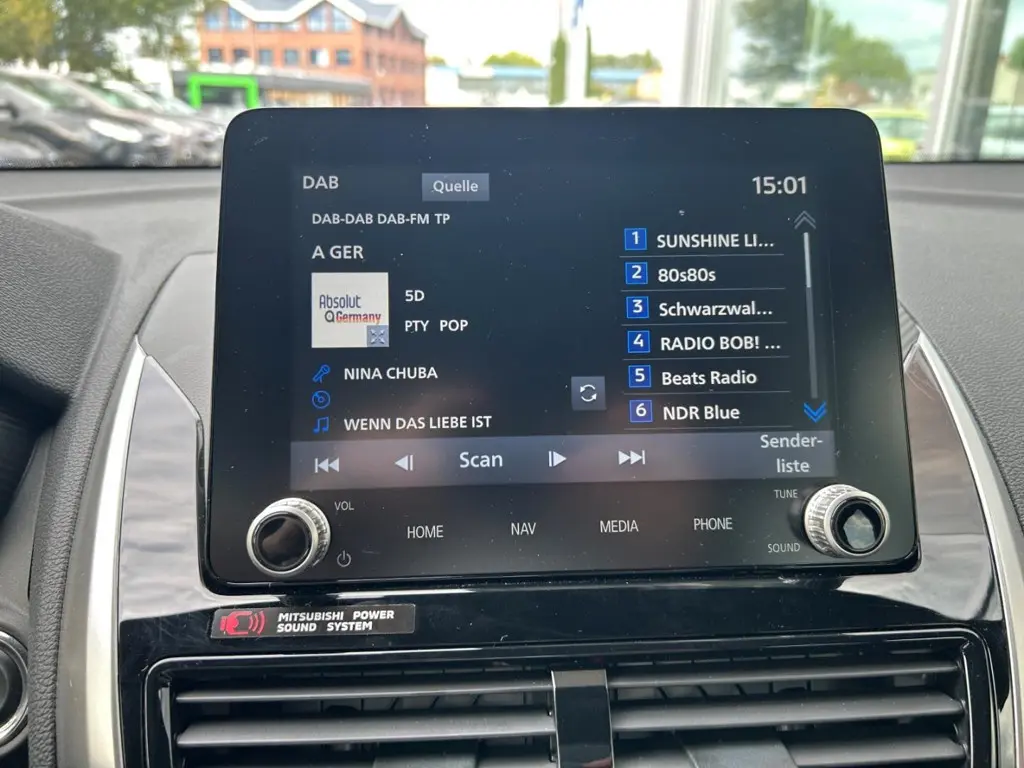 DAB
Quelle
15:01
DAB-DAB DAB-FM TP
A GER
Absolut
Germany
5D
PTY POP
NINA CHUBA
WENN DAS LIEBE IST
1 SUNSHINE LI...
2 80s80s
3 Schwarzwal...
4 RADIO BOB! ...
5 Beats Radio
6 NDR Blue
Scan
Sender-
liste
VOL
TUNE
HOME
NAV
MEDIA
PHONE
SOUND
MITSUBISHI POWER
SOUND SYSTEM